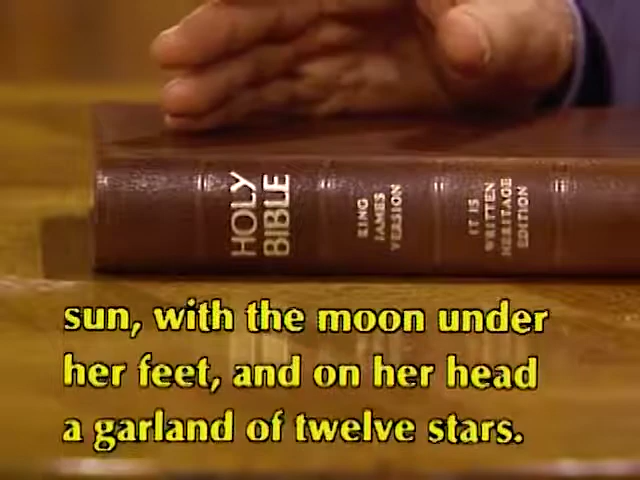 HOLY
BIBLE
KING
JAMES
VERSION
IT IS
WRITTEN
HERITAGE
EDITION
sun, with the moon under
her feet, and on her head
a garland of twelve stars.